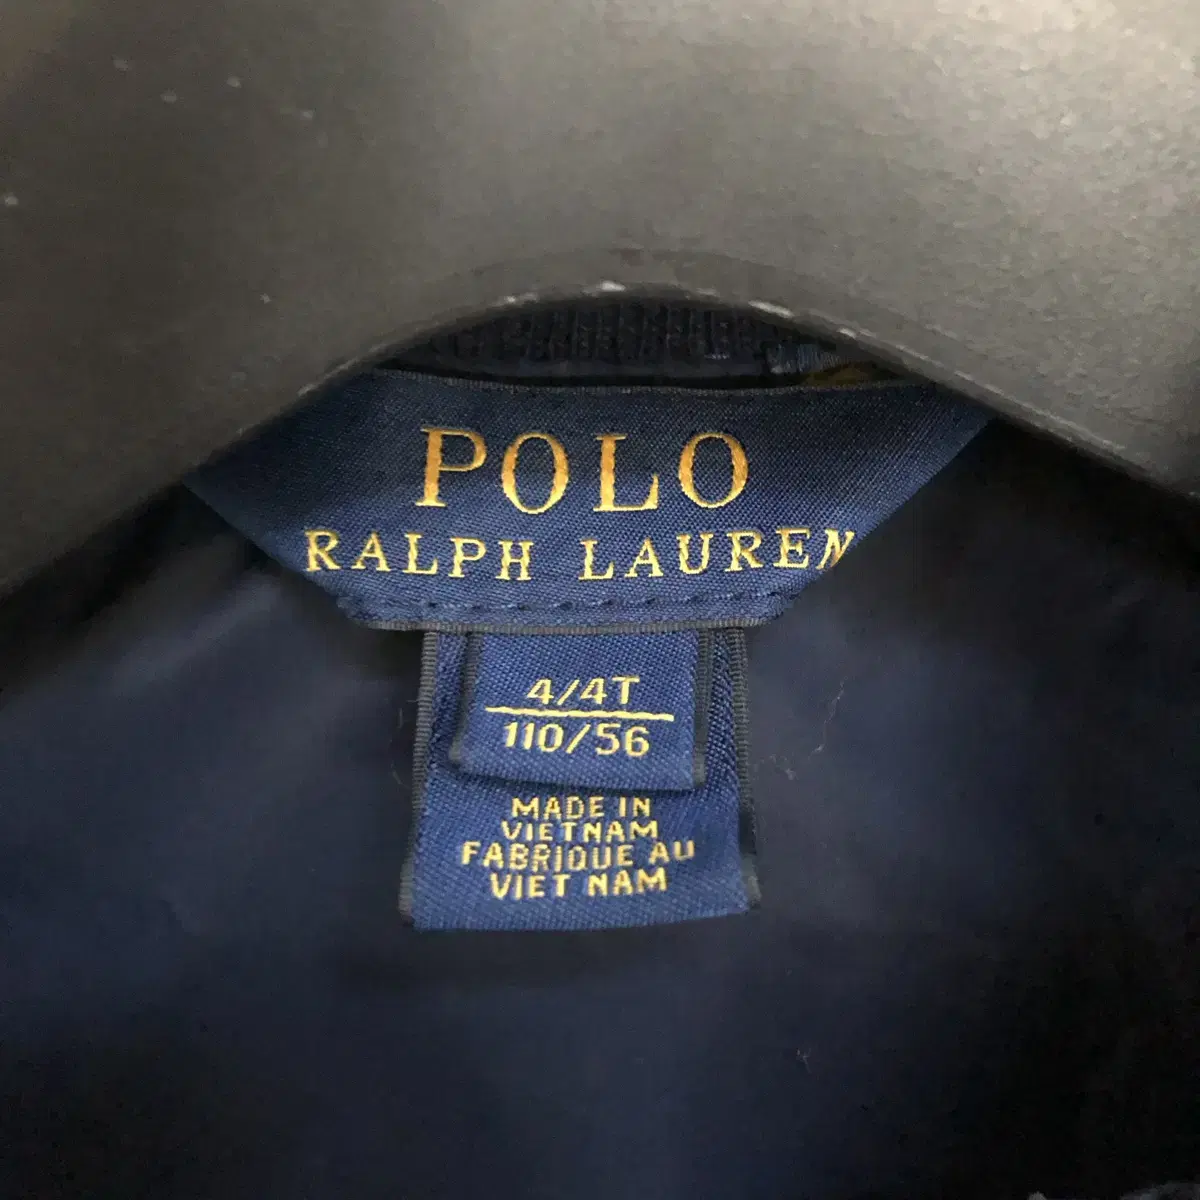 POLO
RALPH LAUREN
4/4T
110/56
MADE IN
VIETNAM
FABRIQUE AU
VIET NAM